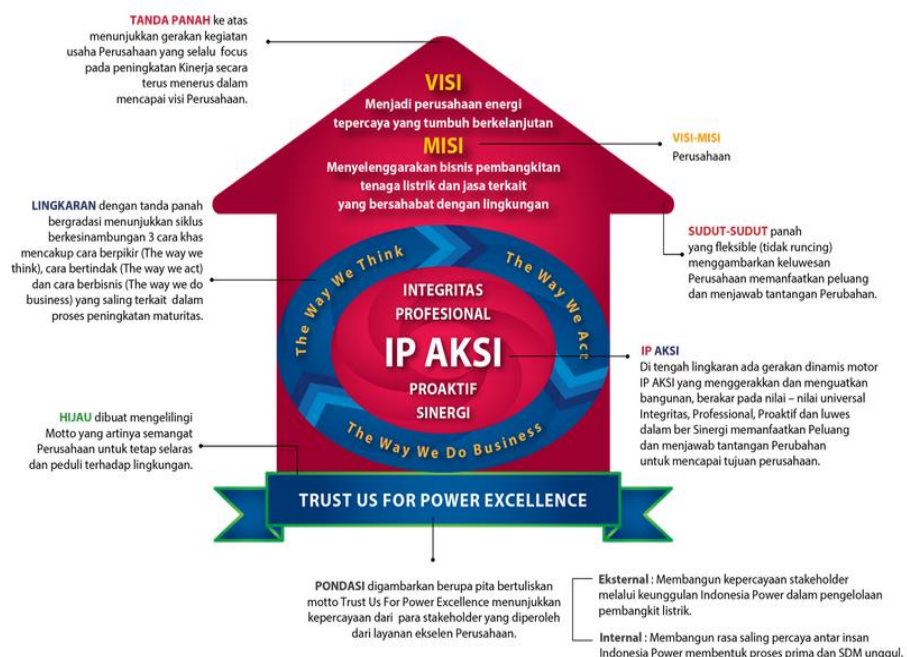 TANDA PANAH ke atas
menunjukkan gerakan kegiatan
usaha Perusahaan yang selalu focus
pada peningkatan Kinerja secara
terus menerus dalam
mencapai visi Perusahaan.
VISI
Menjadi perusahaan energi
tepercaya yang tumbuh berkelanjutan
MISI
Menyelenggarakan bisnis pembangkitan
tenaga listrik dan jasa terkait
yang bersahabat dengan lingkungan
VISI-MISI
Perusahaan
LINGKARAN dengan tanda panah
bergradasi menunjukkan siklus
berkesinambungan 3 cara khas
mencakup cara berpikir (The way we
think), cara bertindak (The way we act)
dan cara berbisnis (The way we do
business) yang saling terkait dalam
proses peningkatan maturitas.
SUDUT-SUDUT panah
yang fleksible (tidak runcing)
menggambarkan keluwesan
Perusahaan memanfaatkan peluang
dan menjawab tantangan Perubahan.
The Way We Think
The Way We Act
INTEGRITAS
PROFESIONAL
IP AKSI
PROAKTIF
SINERGI
The Way We Do Business
IP AKSI
Di tengah lingkaran ada gerakan dinamis motor
IP AKSI yang menggerakkan dan menguatkan
bangunan, berakar pada nilai – nilai universal
Integritas, Professional, Proaktif dan luwes
dalam ber Sinergi memanfaatkan Peluang
dan menjawab tantangan Perubahan
untuk mencapai tujuan perusahaan.
HIJAU dibuat mengelilingi
Motto yang artinya semangat
Perusahaan untuk tetap selaras
dan peduli terhadap lingkungan.
TRUST US FOR POWER EXCELLENCE
PONDASI digambarkan berupa pita bertuliskan
motto Trust Us For Power Excellence menunjukkan
kepercayaan dari para stakeholder yang diperoleh
dari layanan ekselen Perusahaan.
Eksternal : Membangun kepercayaan stakeholder
melalui keunggulan Indonesia Power dalam pengelolaan
pembangkit listrik.
Internal : Membangun rasa saling percaya antar insan
Indonesia Power membentuk proses prima dan SDM unggul.